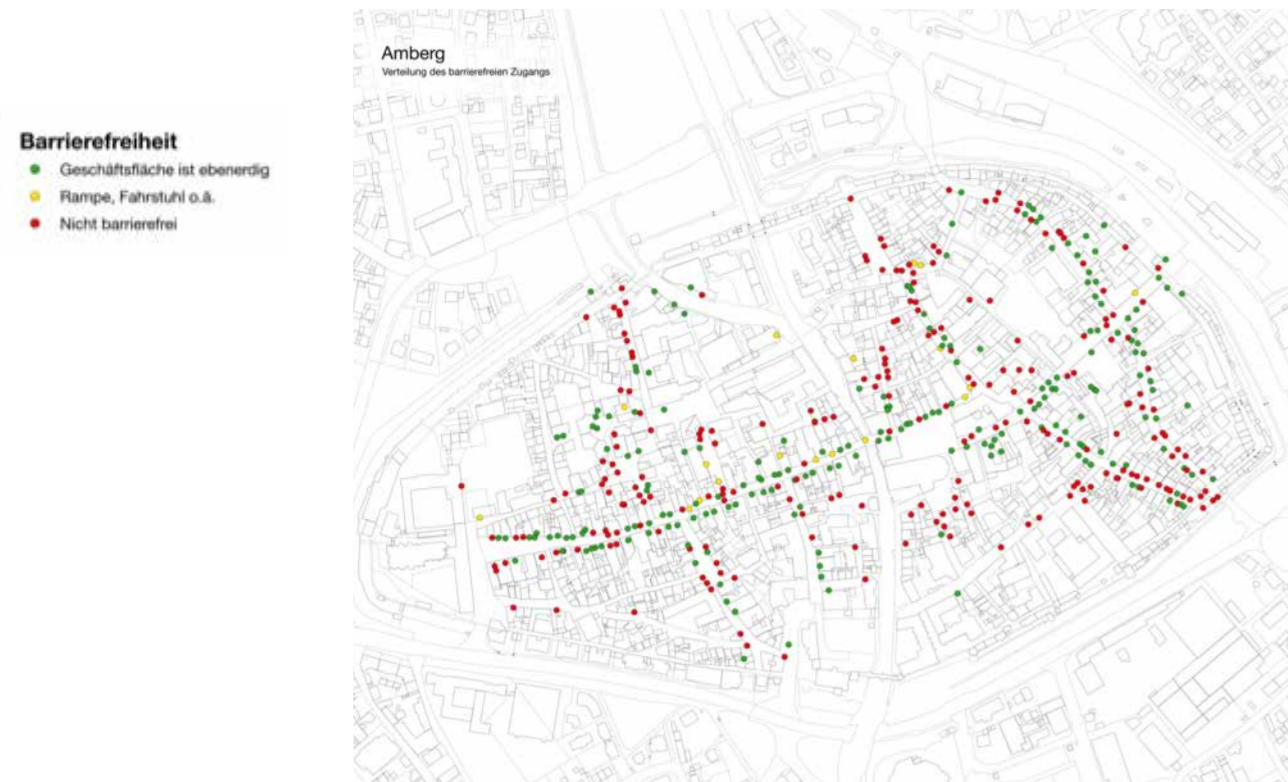 Amberg
Verteilung des barrierefreien Zugangs
Barrierefreiheit
Geschäftsfläche ist ebenerdig
Rampe, Fahrstuhl o.ä.
Nicht barrierefrei